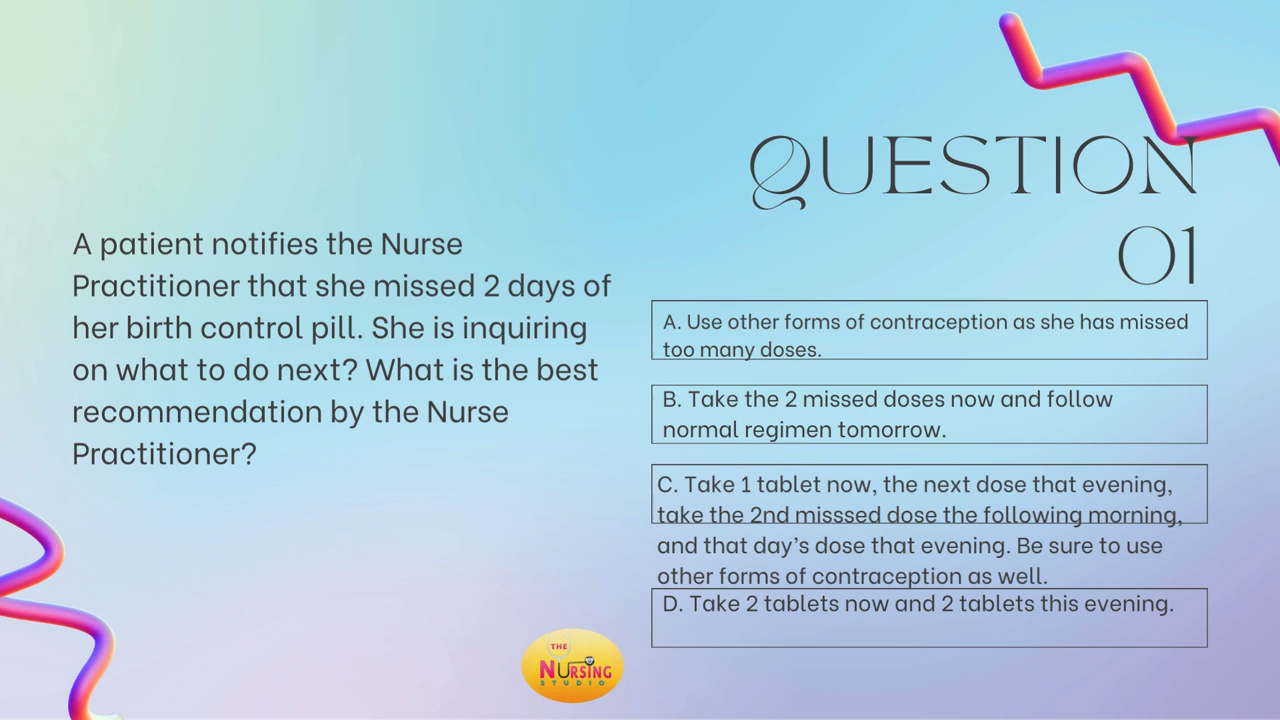 QUESTION
01
A patient notifies the Nurse
Practitioner that she missed 2 days of
her birth control pill. She is inquiring
on what to do next? What is the best
recommendation by the Nurse
Practitioner?
A. Use other forms of contraception as she has missed
too many doses.
B. Take the 2 missed doses now and follow
normal regimen tomorrow.
C. Take 1 tablet now, the next dose that evening,
take the 2nd misssed dose the following morning,
and that day's dose that evening. Be sure to use
other forms of contraception as well.
D. Take 2 tablets now and 2 tablets this evening.
THE
NURSING
STUDIO